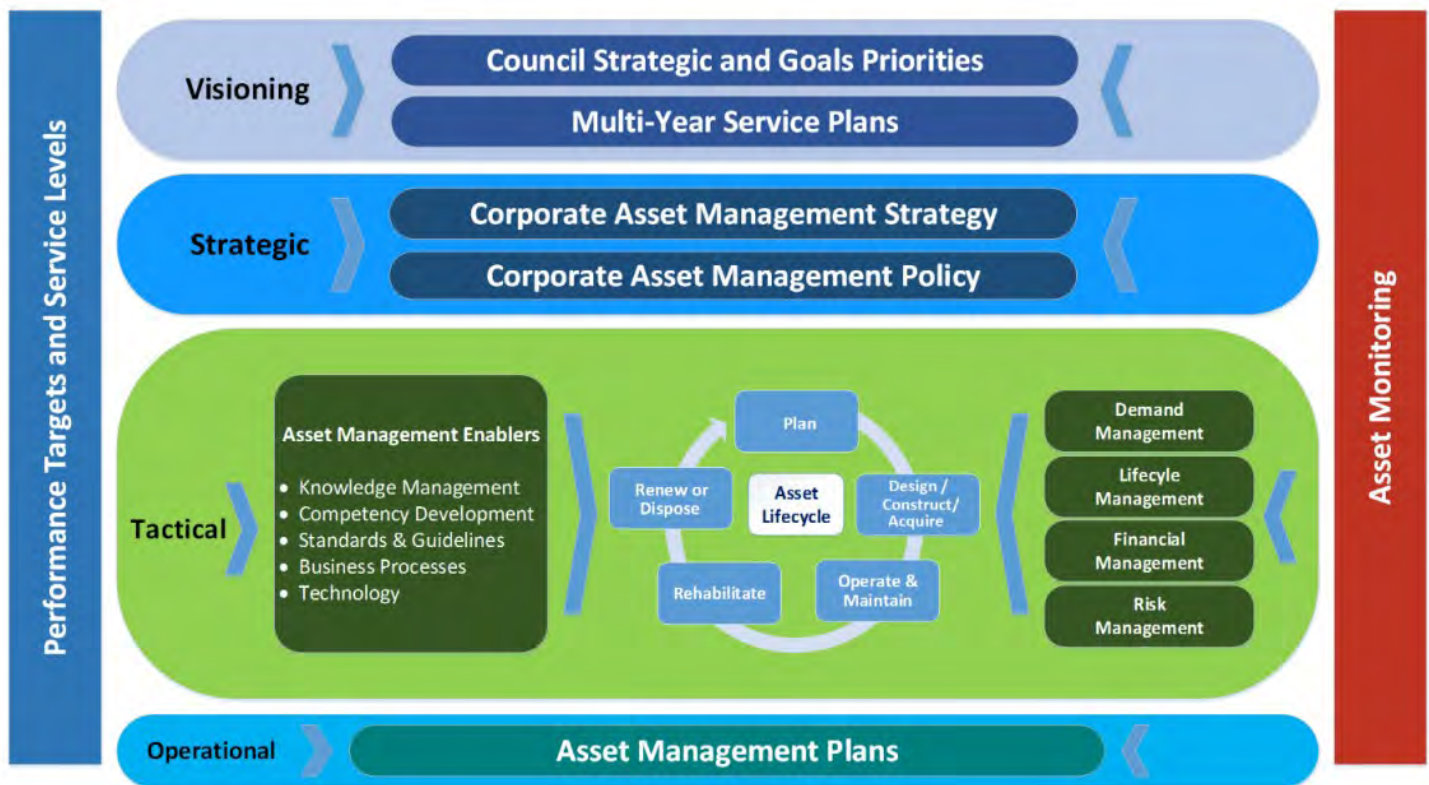 Performance Targets and Service Levels
Visioning
Council Strategic and Goals Priorities
Multi-Year Service Plans
Strategic
Corporate Asset Management Strategy
Corporate Asset Management Policy
Tactical
Asset Management Enablers
• Knowledge Management
• Competency Development
• Standards & Guidelines
• Business Processes
• Technology
Plan
Design /
Construct/
Acquire
Operate &
Maintain
Rehabilitate
Renew or
Dispose
Asset
Lifecycle
Demand
Management
Lifecyle
Management
Financial
Management
Risk
Management
Operational
Asset Management Plans
Asset Monitoring